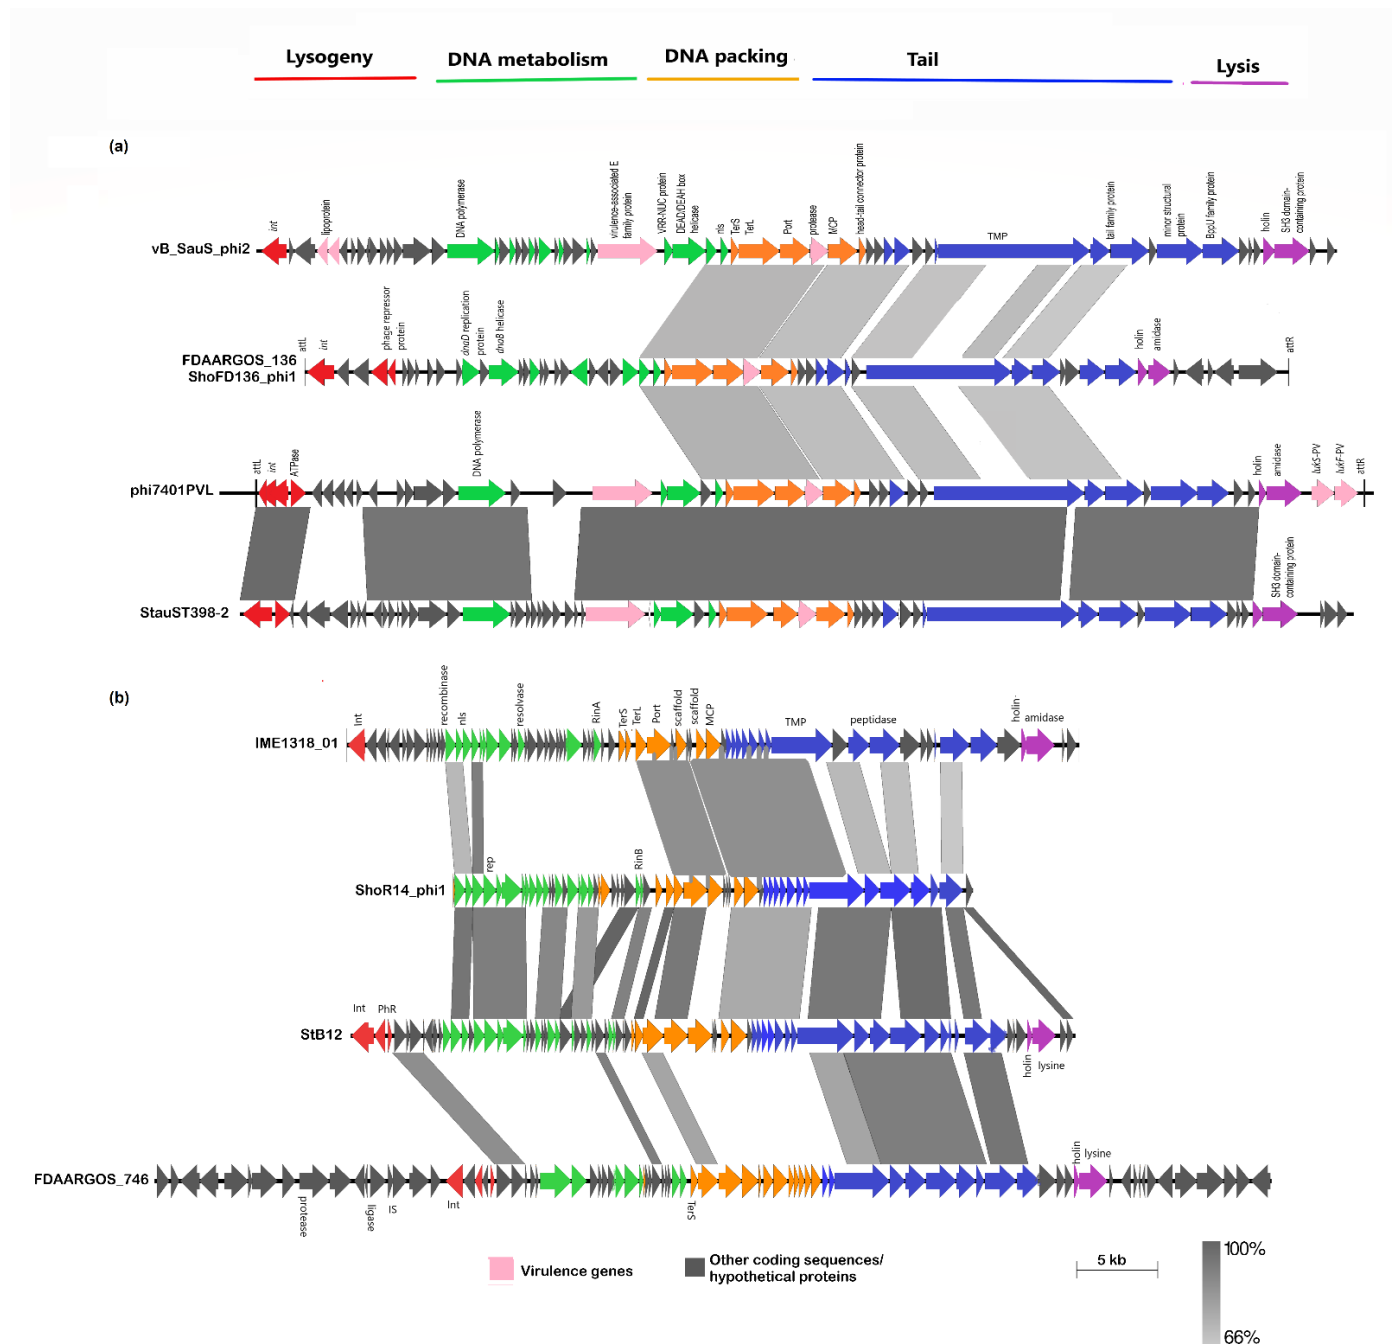 Lysogeny
DNA metabolism
DNA packing
Tail
Lysis
(a)
int
lipoprotein
DNA polymerase
virulence-associated E
family protein
VRR-NUC protein
DEAD/DEAH box
helicase
nls
TerS
TerL
Port
protease
MCP
head-tail connector protein
TMP
tail family protein
minor structural
protein
BppU family protein
holin
SH3 domain-
containing protein
vB_SauS_phi2
attL
int
phage repressor
protein
dnaD replication
protein
dnaB helicase
holin
amidase
attR
FDAARGOS_136
ShoFD136_phi1
attL
int
ATPase
DNA polymerase
holin
amidase
lukS-PV
lukF-PV
attR
phi7401PVL
SH3 domain-
containing protein
StauST398-2
(b)
Int
recombinase
nls
resolvase
RinA
TerS
TerL
Port
scaffold
scaffold
MCP
TMP
peptidase
holin
amidase
IME1318_01
rep
RinB
ShoR14_phi1
Int
PhR
StB12
holin
lysine
holin
lysine
FDAARGOS_746
protease
ligase
IS
Int
TerS
Virulence genes
Other coding sequences/
hypothetical proteins
5 kb
100%
66%